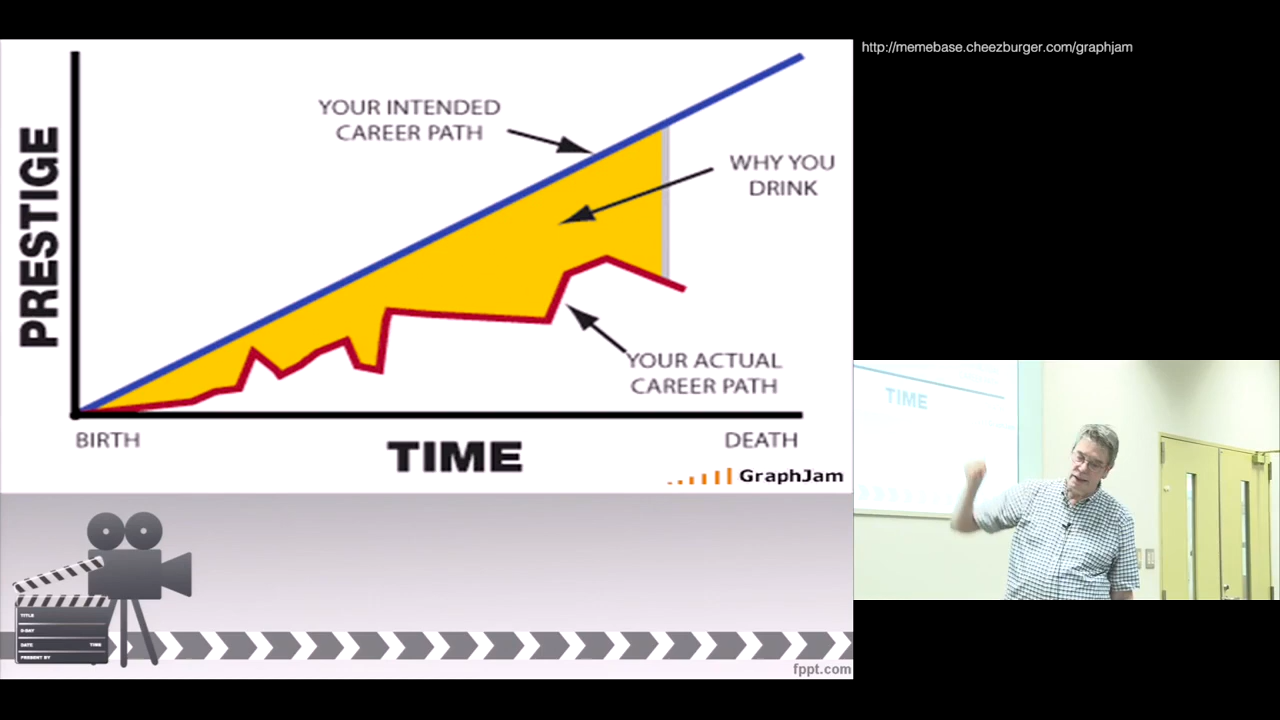 http://memebase.cheezburger.com/graphjam
PRESTIGE
YOUR INTENDED
CAREER PATH
WHY YOU
DRINK
YOUR ACTUAL
CAREER PATH
BIRTH
TIME
DEATH
GraphJam
TITLE
DATE
TIME
PRESENT BY
fppt.com
TIME